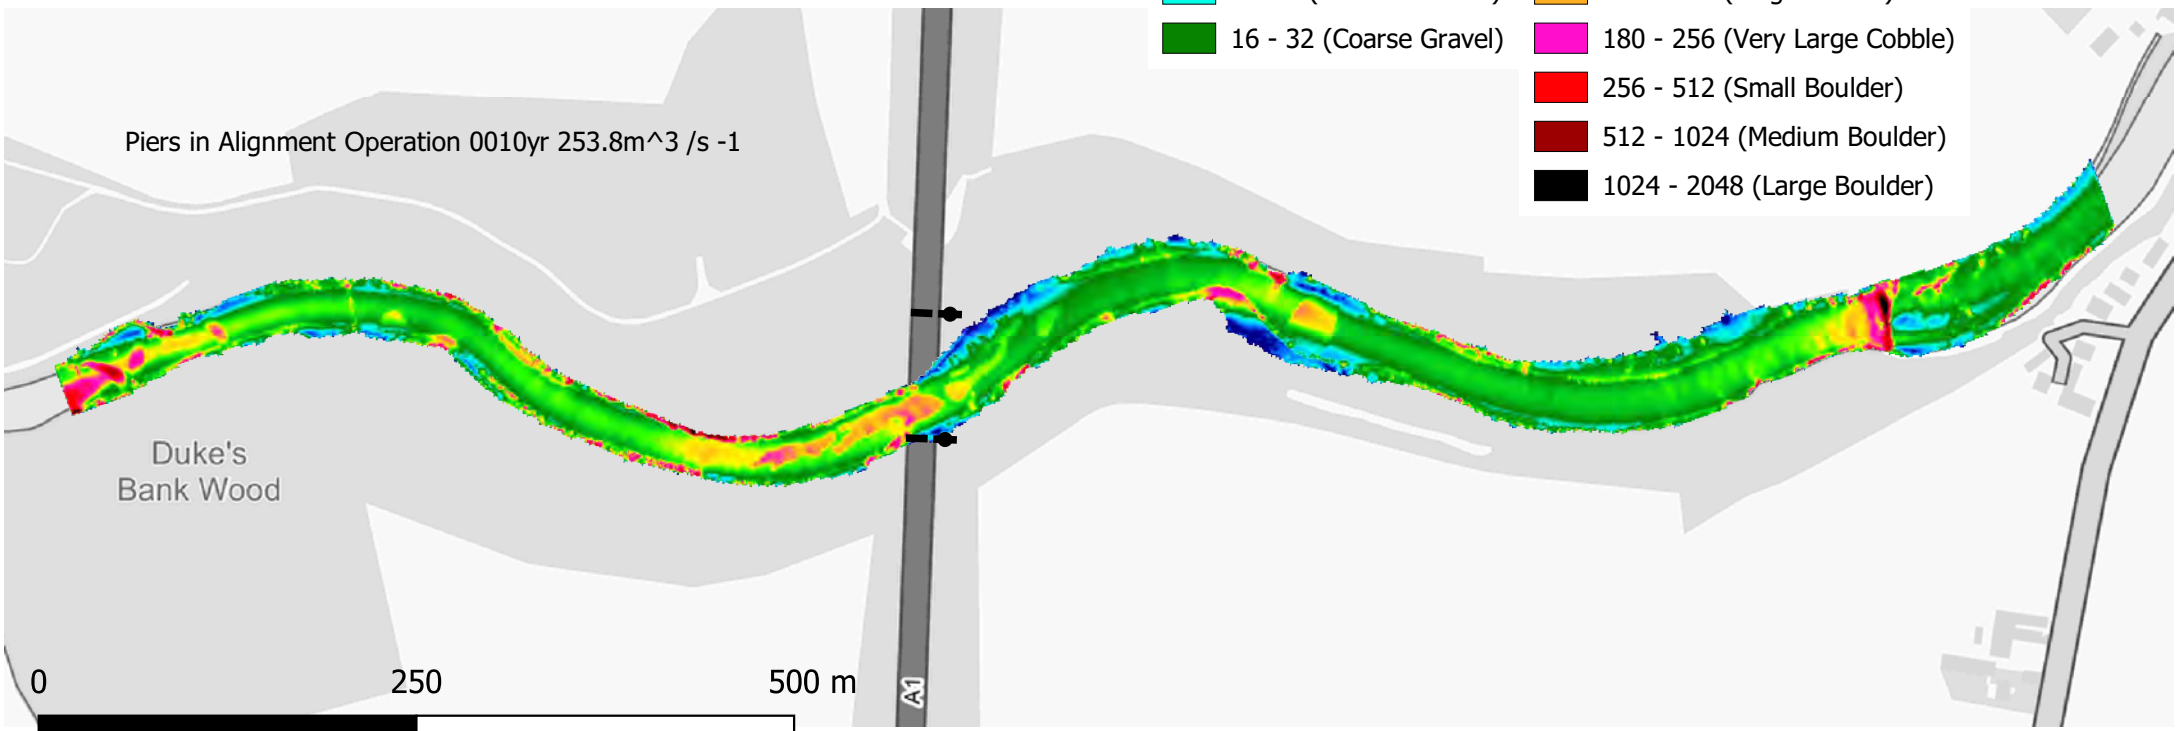 16 - 32 (Coarse Gravel)
180 - 256 (Very Large Cobble)
256 - 512 (Small Boulder)
512 - 1024 (Medium Boulder)
1024 - 2048 (Large Boulder)
Piers in Alignment Operation 0010yr 253.8m^3 /s -1
Duke's
Bank Wood
0 250 500 m
A1